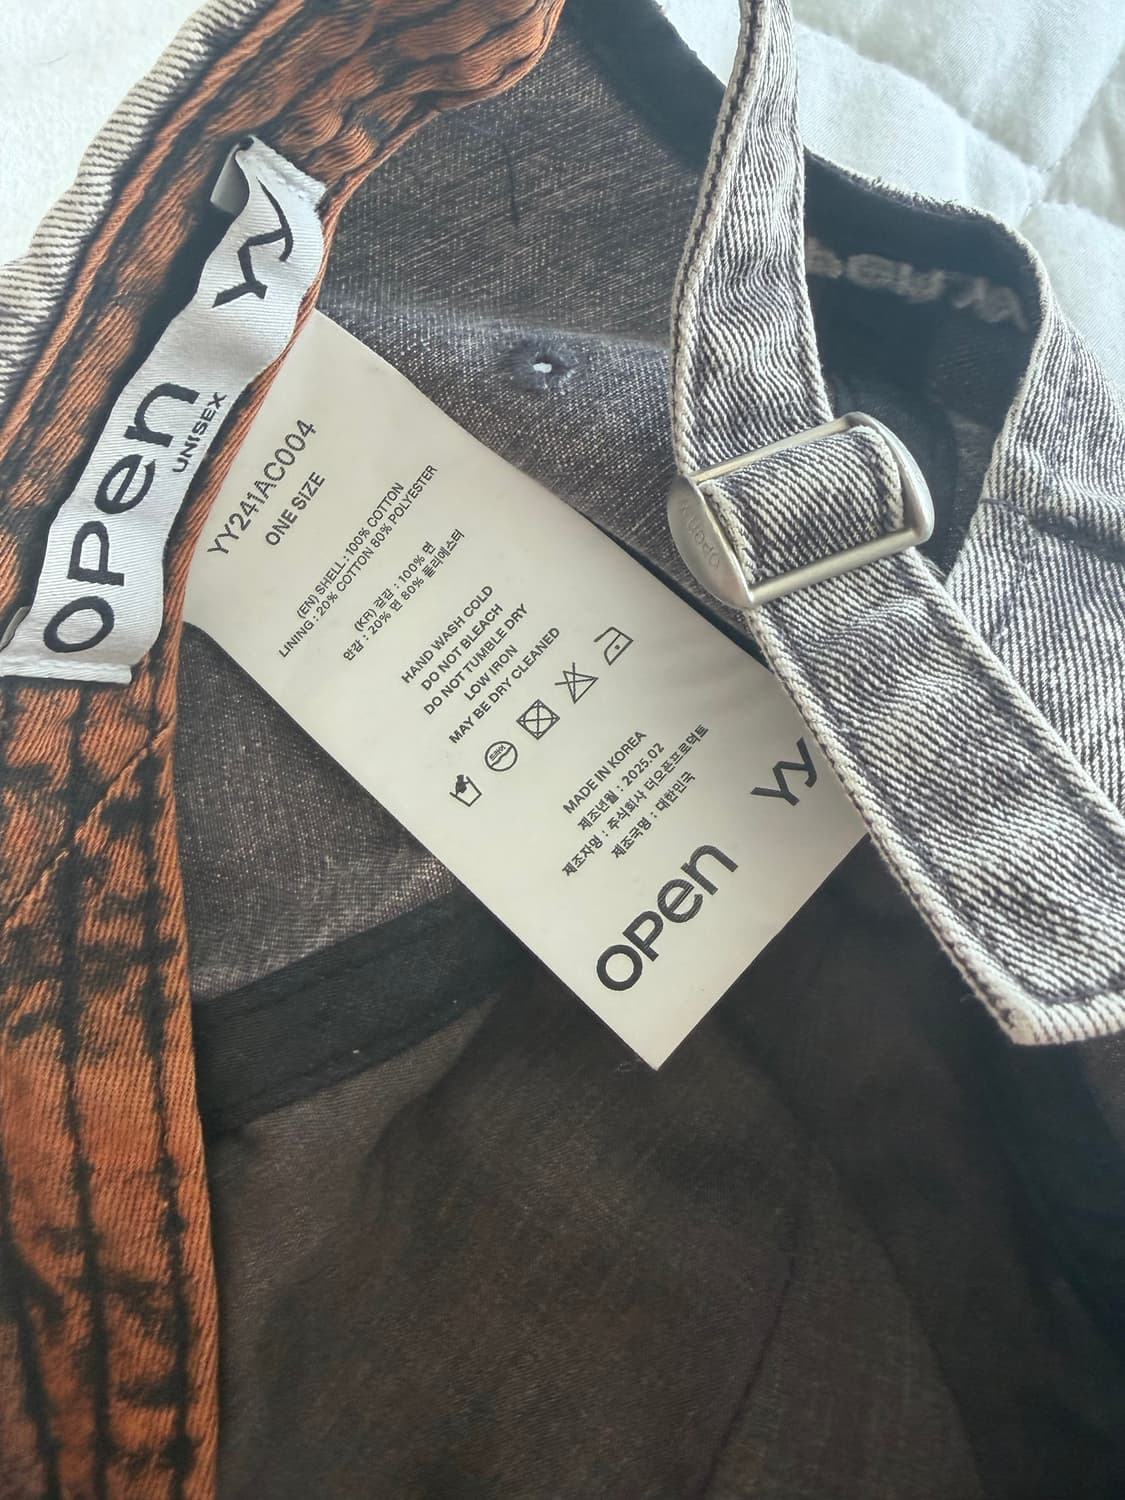 OPen YY
UNISEX
YY241AC004
ONE SIZE
(EN) SHELL : 100% COTTON
LINING : 20% COTTON 80% POLYESTER
(KR) 겉감 : 100% 면
안감 : 20% 면 80% 폴리에스터
HAND WASH COLD
DO NOT BLEACH
DO NOT TUMBLE DRY
LOW IRON
MAY BE DRY CLEANED
MADE IN KOREA
제조년월 : 2025.02
제조자명 : 주식회사 더오픈프로덕트
제조국명 : 대한민국
OPen YY